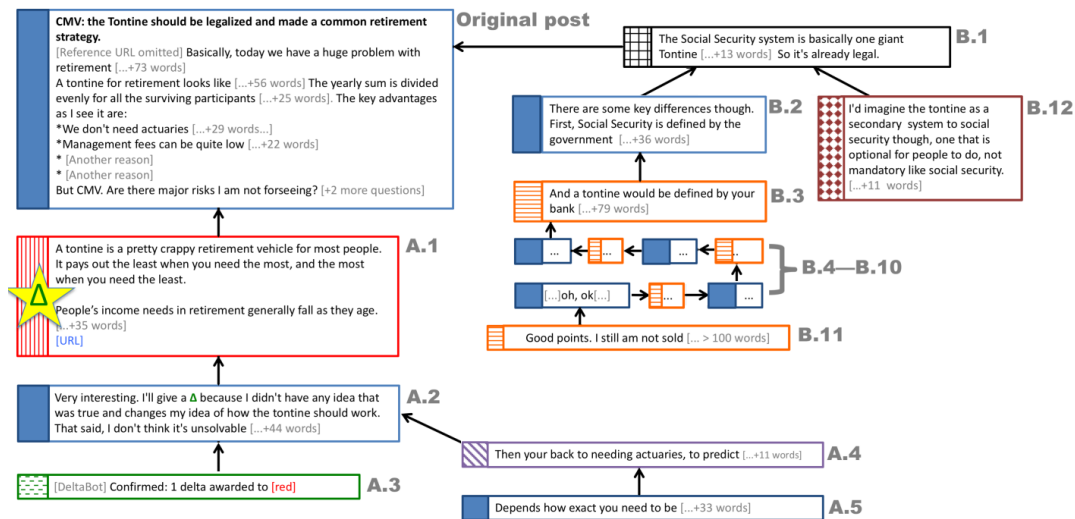 CMV: the Tontine should be legalized and made a common retirement
strategy.
[Reference URL omitted] Basically, today we have a huge problem with
retirement [...+73 words]
A tontine for retirement looks like [...+56 words] The yearly sum is divided
evenly for all the surviving participants [...+25 words]. The key advantages
as I see it are:
*We don't need actuaries [...+29 words...]
*Management fees can be quite low [...+22 words]
* [Another reason]
* [Another reason]
But CMV. Are there major risks I am not forseeing? [+2 more questions]
Original post
A tontine is a pretty crappy retirement vehicle for most people.
It pays out the least when you need the most, and the most
when you need the least.
People's income needs in retirement generally fall as they age.
[...+35 words]
[URL]
Δ
A.1
Very interesting. I'll give a Δ because I didn't have any idea that
was true and changes my idea of how the tontine should work.
That said, I don't think it's unsolvable [...+44 words]
A.2
[DeltaBot] Confirmed: 1 delta awarded to [red]
A.3
Then your back to needing actuaries, to predict [...+11 words]
A.4
Depends how exact you need to be [...+33 words]
A.5
The Social Security system is basically one giant
Tontine [...+13 words] So it's already legal.
B.1
There are some key differences though.
First, Social Security is defined by the
government [...+36 words]
B.2
I'd imagine the tontine as a
secondary system to social
security though, one that is
optional for people to do, not
mandatory like social security.
[...+11 words]
B.12
And a tontine would be defined by your
bank [...+79 words]
B.3
... ... ... ..
[...]oh, ok[...] ... ...
B.4—B.10
Good points. I still am not sold [... > 100 words]
B.11